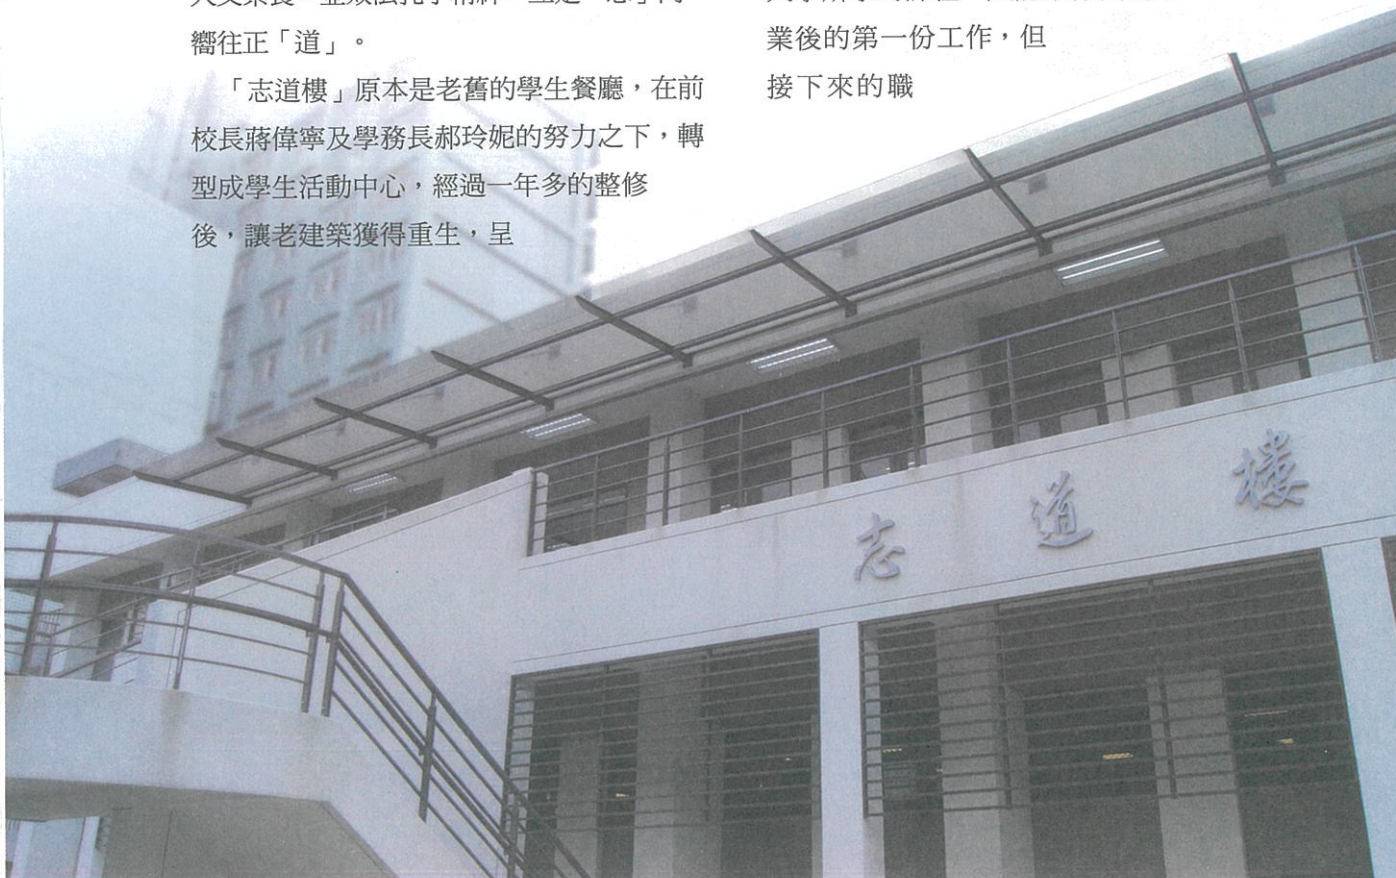 嚮往正「道」。
「志道樓」原本是老舊的學生餐廳，在前
校長蔣偉寧及學務長郝玲妮的努力之下，轉
型成學生活動中心，經過一年多的整修
後，讓老建築獲得重生，呈
業後的第一份工作，但
接下來的職
志道樓